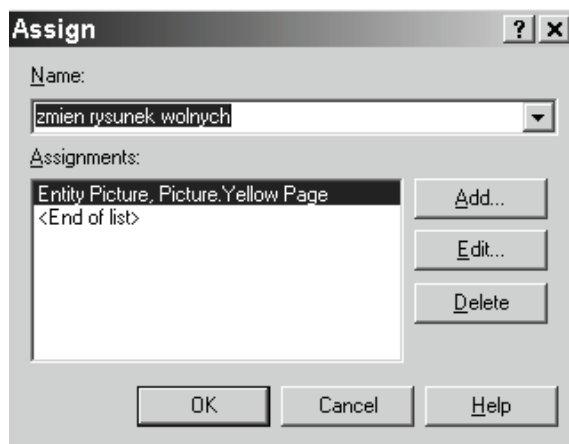 Assign
? x
Name:
zmien rysunek wolnych
Assignments:
Entity Picture, Picture.Yellow Page
<End of list>
Add...
Edit...
Delete
OK Cancel Help